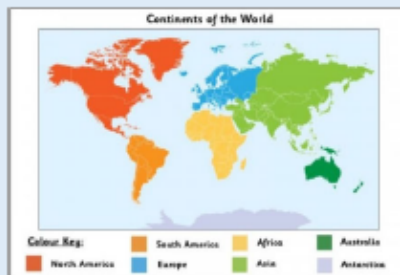 Continents of the World
Colour Key:
South America
Africa
Australia
North America
Europe
Asia
Antarctica